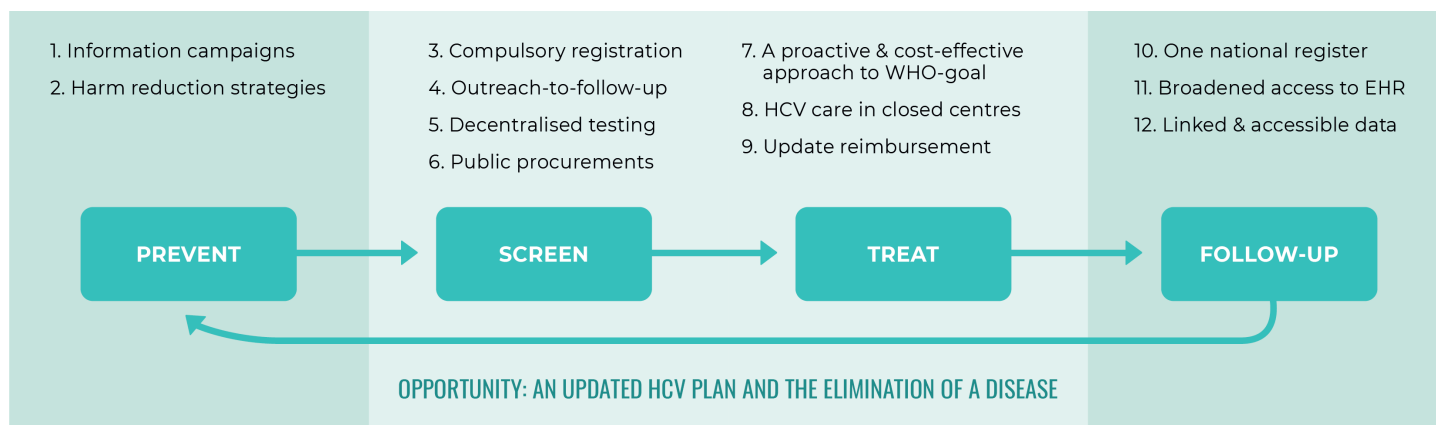 1. Information campaigns
2. Harm reduction strategies
3. Compulsory registration
4. Outreach-to-follow-up
5. Decentralised testing
6. Public procurements
7. A proactive & cost-effective
approach to WHO-goal
8. HCV care in closed centres
9. Update reimbursement
10. One national register
11. Broadened access to EHR
12. Linked & accessible data
PREVENT
SCREEN
TREAT
FOLLOW-UP
OPPORTUNITY: AN UPDATED HCV PLAN AND THE ELIMINATION OF A DISEASE